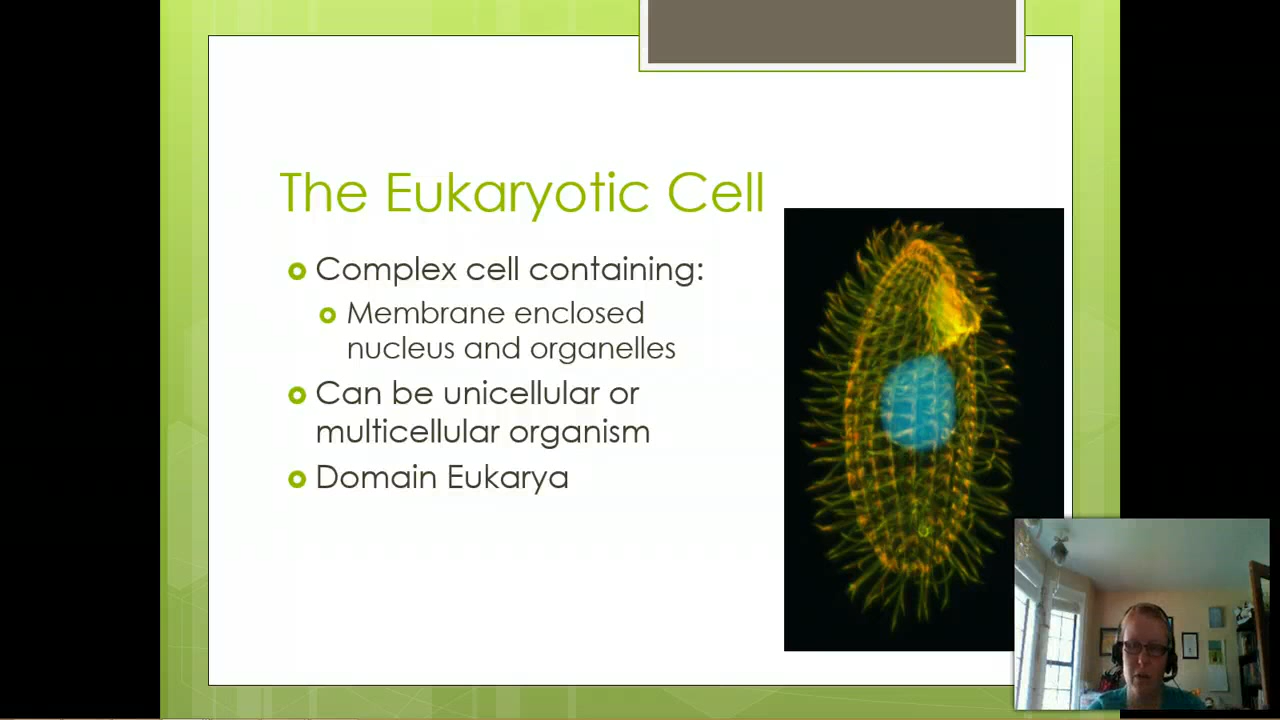 The Eukaryotic Cell
Complex cell containing:
Membrane enclosed
nucleus and organelles
Can be unicellular or
multicellular organism
Domain Eukarya